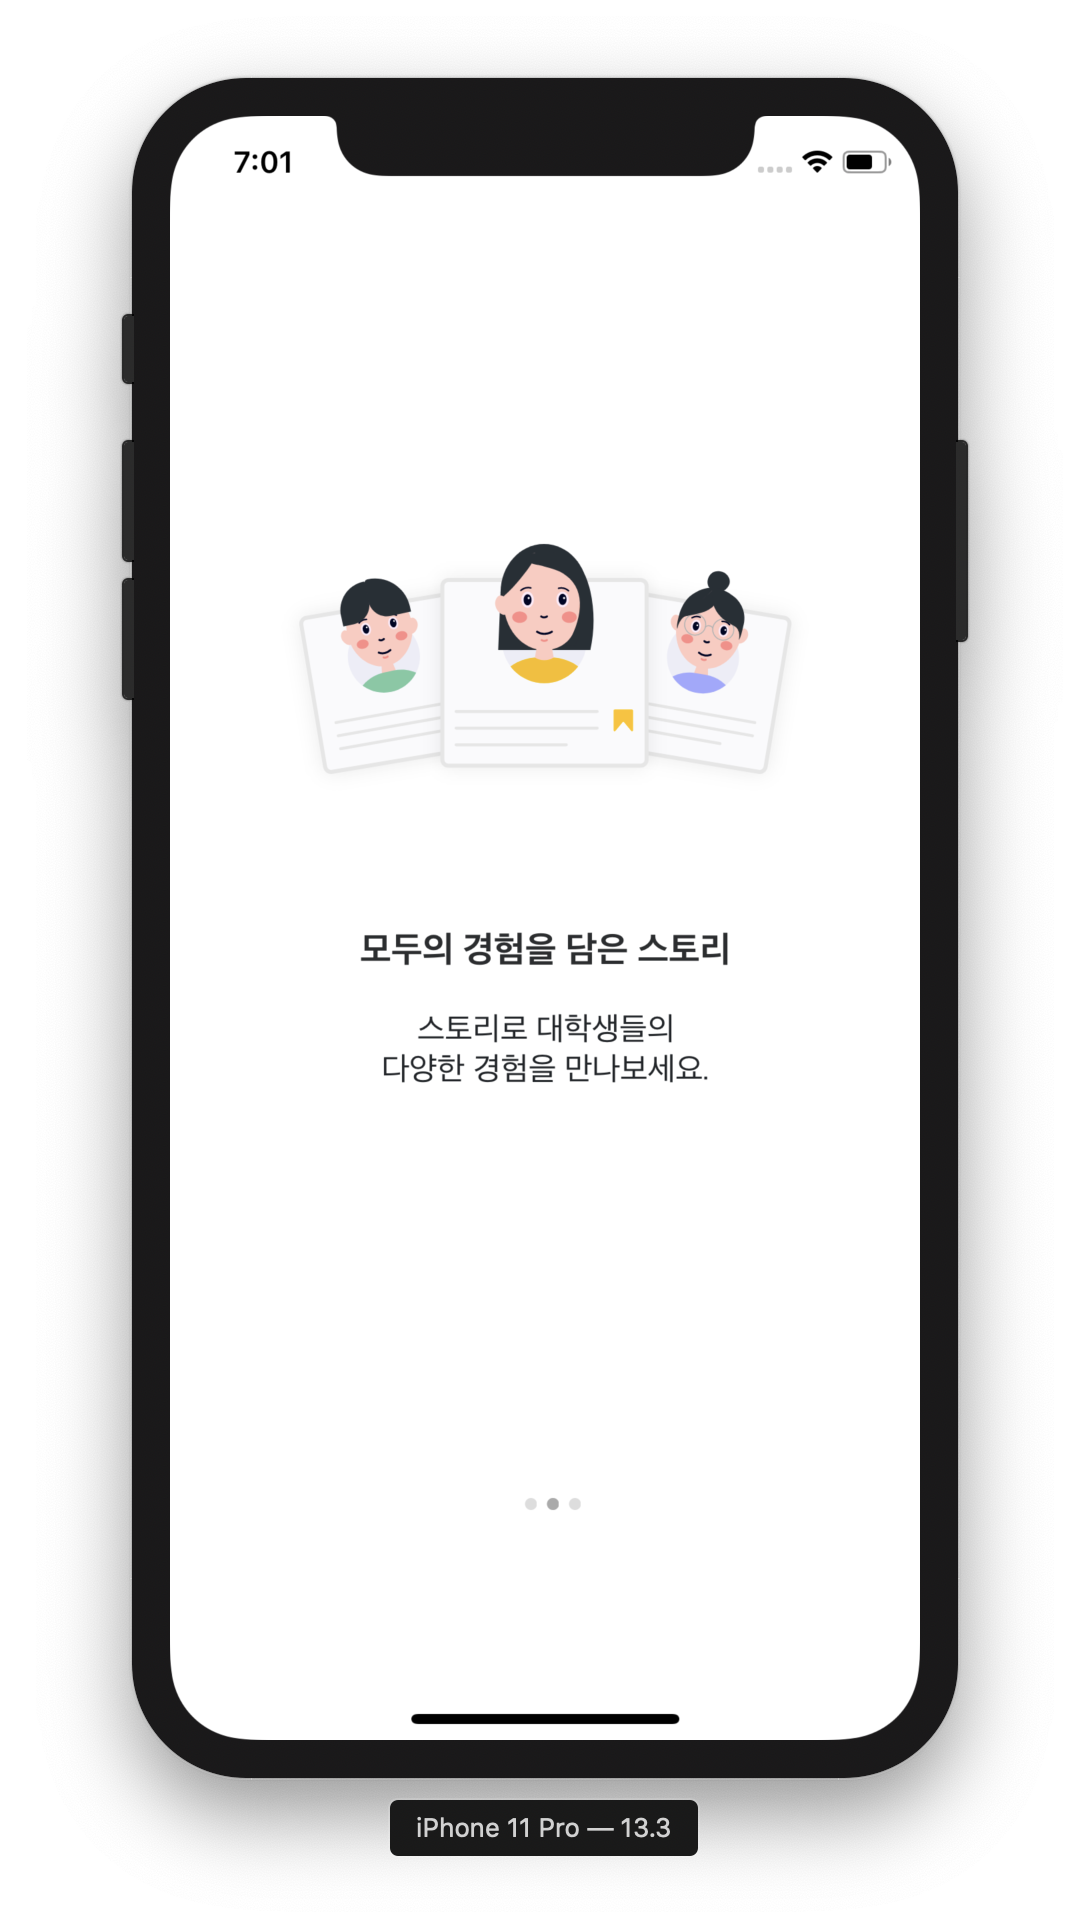 7:01
모두의 경험을 담은 스토리
스토리로 대학생들의
다양한 경험을 만나보세요.
iPhone 11 Pro — 13.3